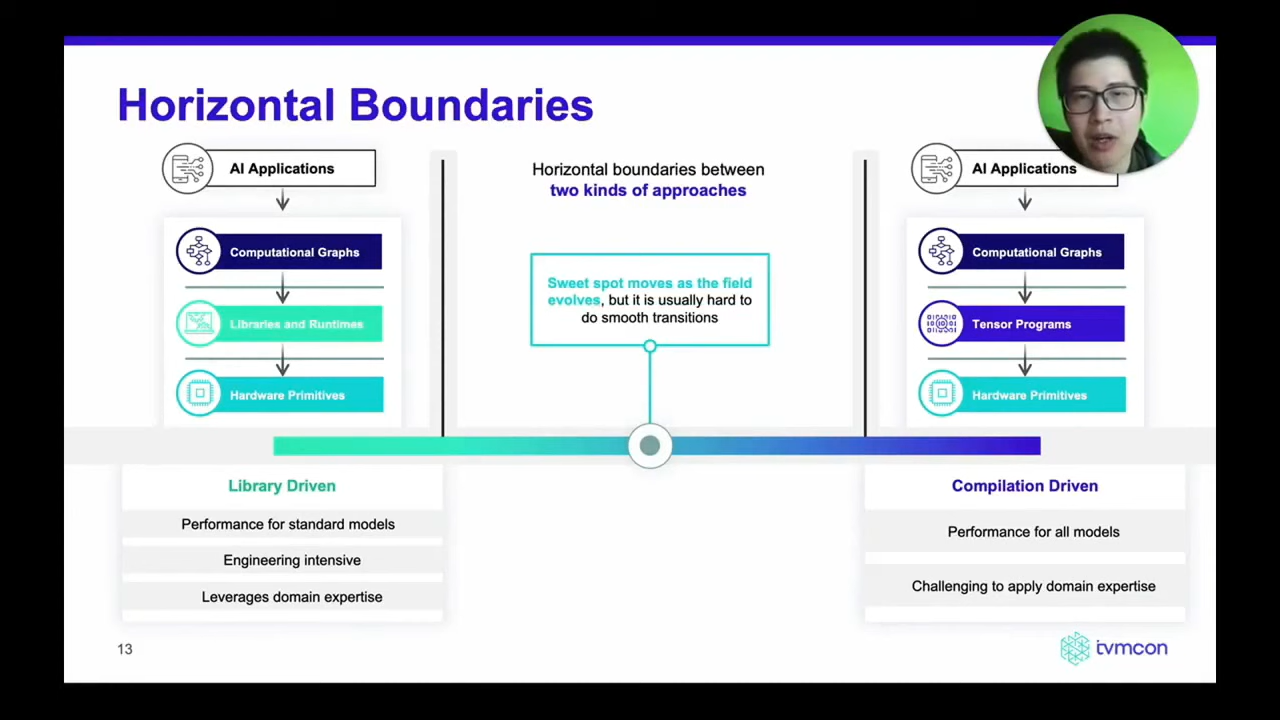 Horizontal Boundaries
AI Applications
Computational Graphs
Libraries and Runtimes
Hardware Primitives
Horizontal boundaries between
two kinds of approaches
Sweet spot moves as the field
evolves, but it is usually hard to
do smooth transitions
AI Applications
Computational Graphs
Tensor Programs
Hardware Primitives
Library Driven
Performance for standard models
Engineering intensive
Leverages domain expertise
Compilation Driven
Performance for all models
Challenging to apply domain expertise
13
tvmcon